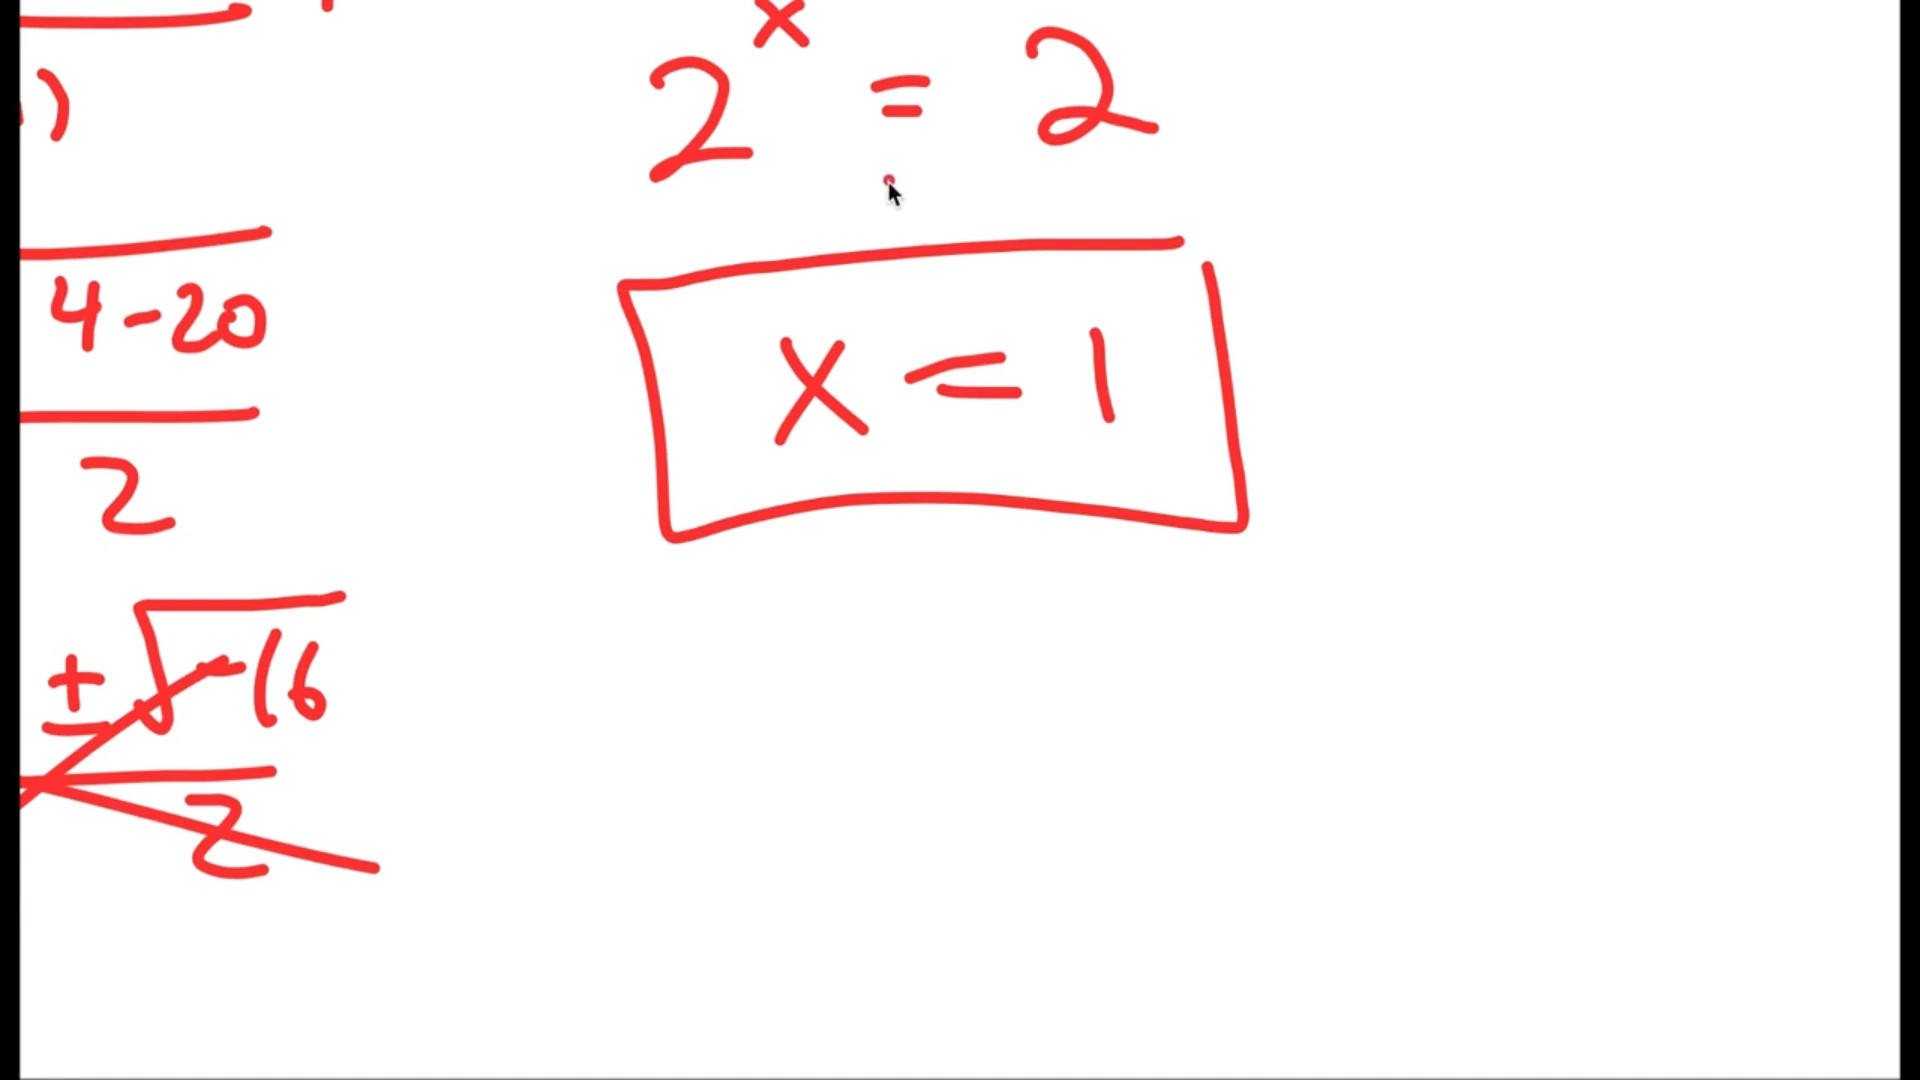 2^x = 2
)
x = 1
4-20
2
± √-16
2